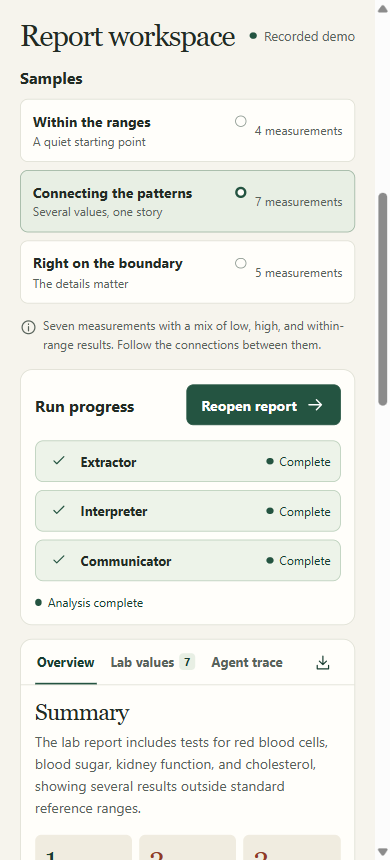 Report workspace
Recorded demo
Samples
Within the ranges
A quiet starting point
4 measurements
Connecting the patterns
Several values, one story
7 measurements
Right on the boundary
The details matter
5 measurements
Seven measurements with a mix of low, high, and within-
range results. Follow the connections between them.
Run progress
Reopen report
Extractor
Complete
Interpreter
Complete
Communicator
Complete
Analysis complete
Overview
Lab values 7
Agent trace
Summary
The lab report includes tests for red blood cells,
blood sugar, kidney function, and cholesterol,
showing several results outside standard
reference ranges.